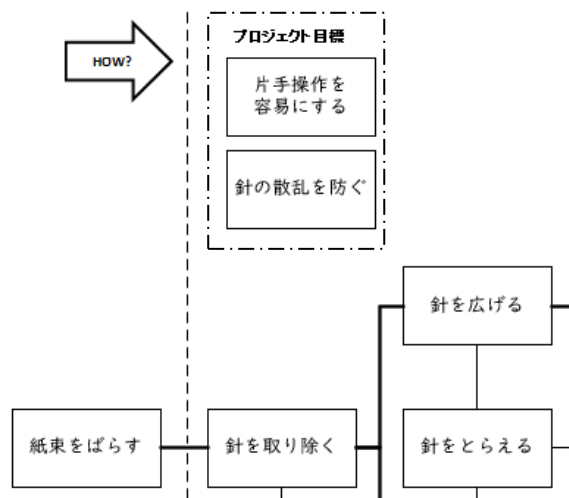 プロジェクト目標
HOW?
片手操作を
容易にする
針の散乱を防ぐ
針を広げる
紙束をばらす
針を取り除く
針をとらえる